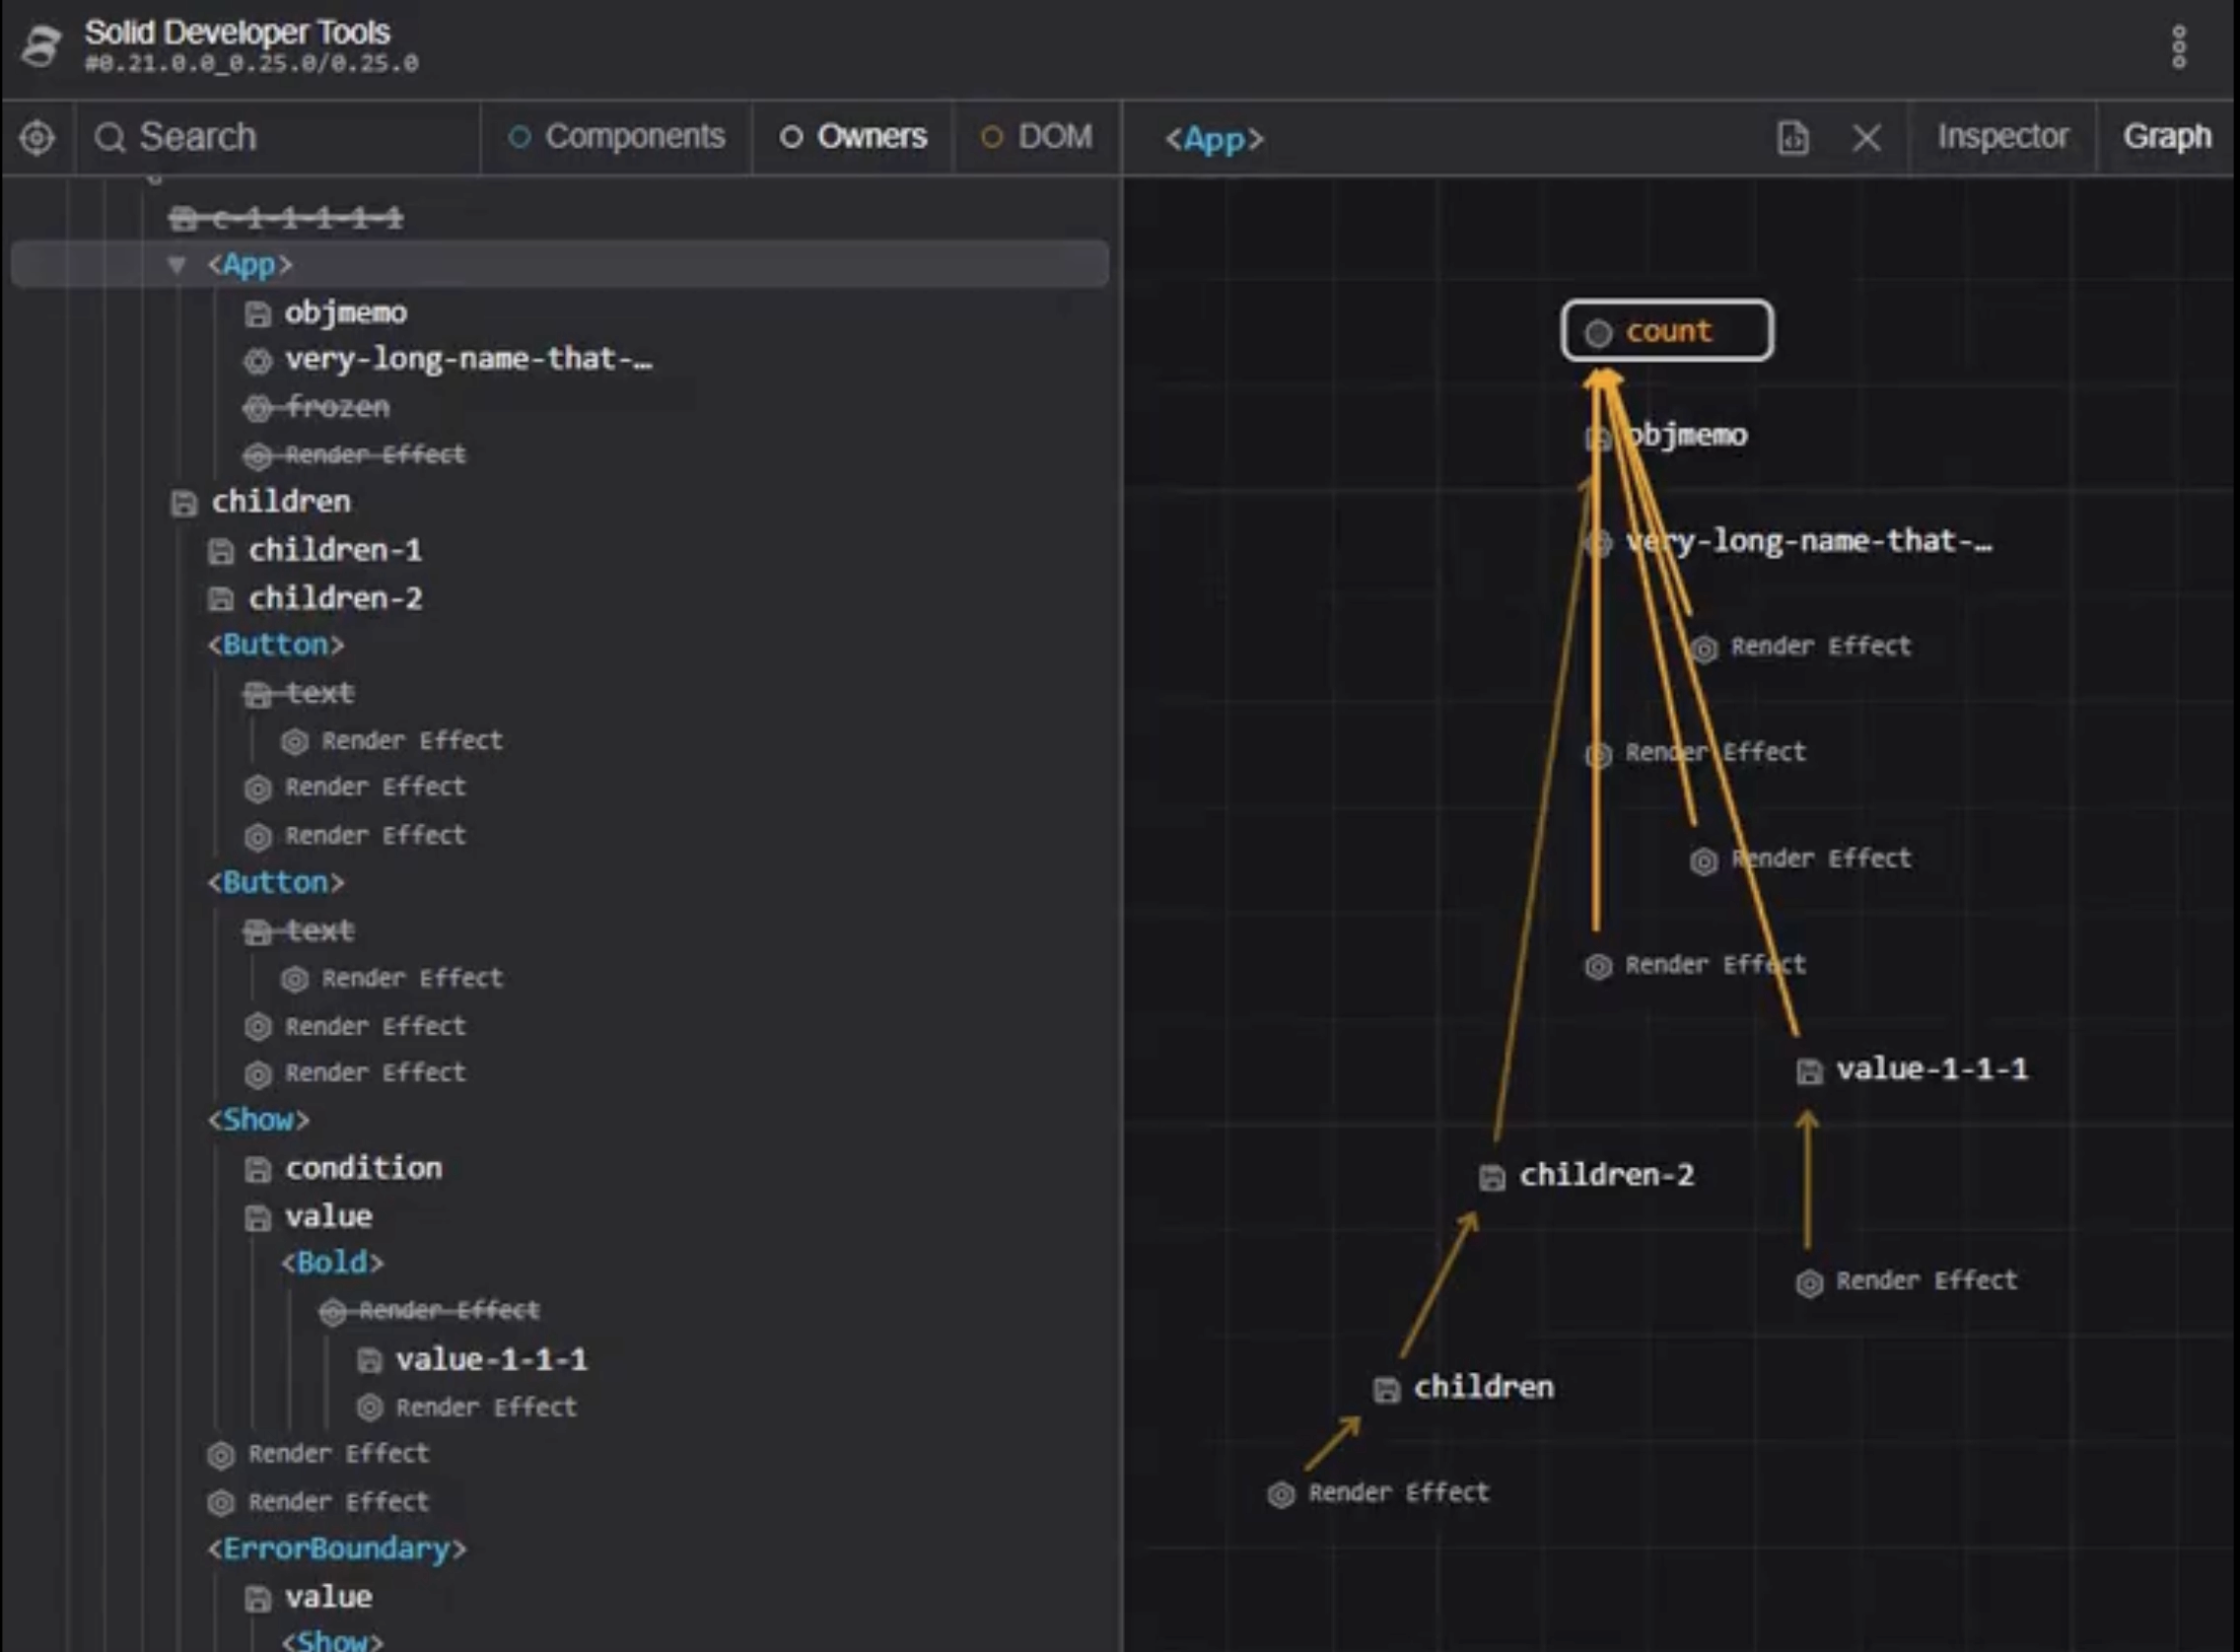 Solid Developer Tools
#0.21.0.0_0.25.0/0.25.0
Search
Components
Owners
DOM
<App>
Inspector
Graph
c-1-1-1-1-1
<App>
objmemo
very-long-name-that-…
frozen
Render Effect
children
children-1
children-2
<Button>
text
Render Effect
Render Effect
Render Effect
<Button>
text
Render Effect
Render Effect
Render Effect
<Show>
condition
value
<Bold>
Render Effect
value-1-1-1
Render Effect
Render Effect
Render Effect
<ErrorBoundary>
value
<Show>
count
objmemo
very-long-name-that-…
Render Effect
Render Effect
Render Effect
Render Effect
value-1-1-1
children-2
Render Effect
children
Render Effect